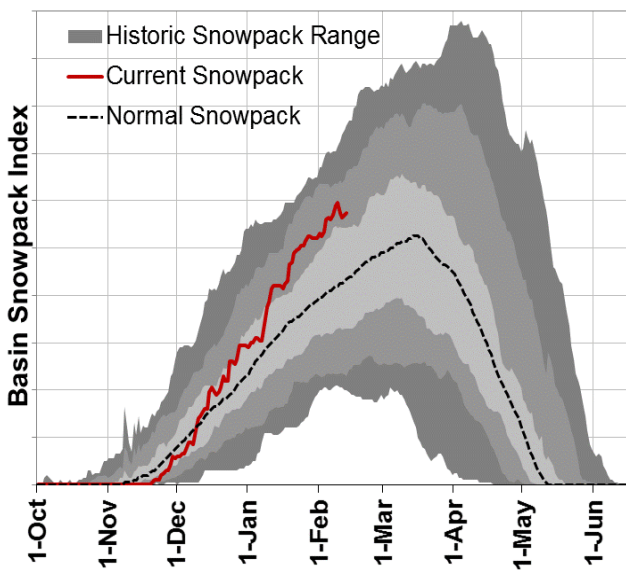 Historic Snowpack Range
Current Snowpack
Normal Snowpack
Basin Snowpack Index
1-Oct
1-Nov
1-Dec
1-Jan
1-Feb
1-Mar
1-Apr
1-May
1-Jun